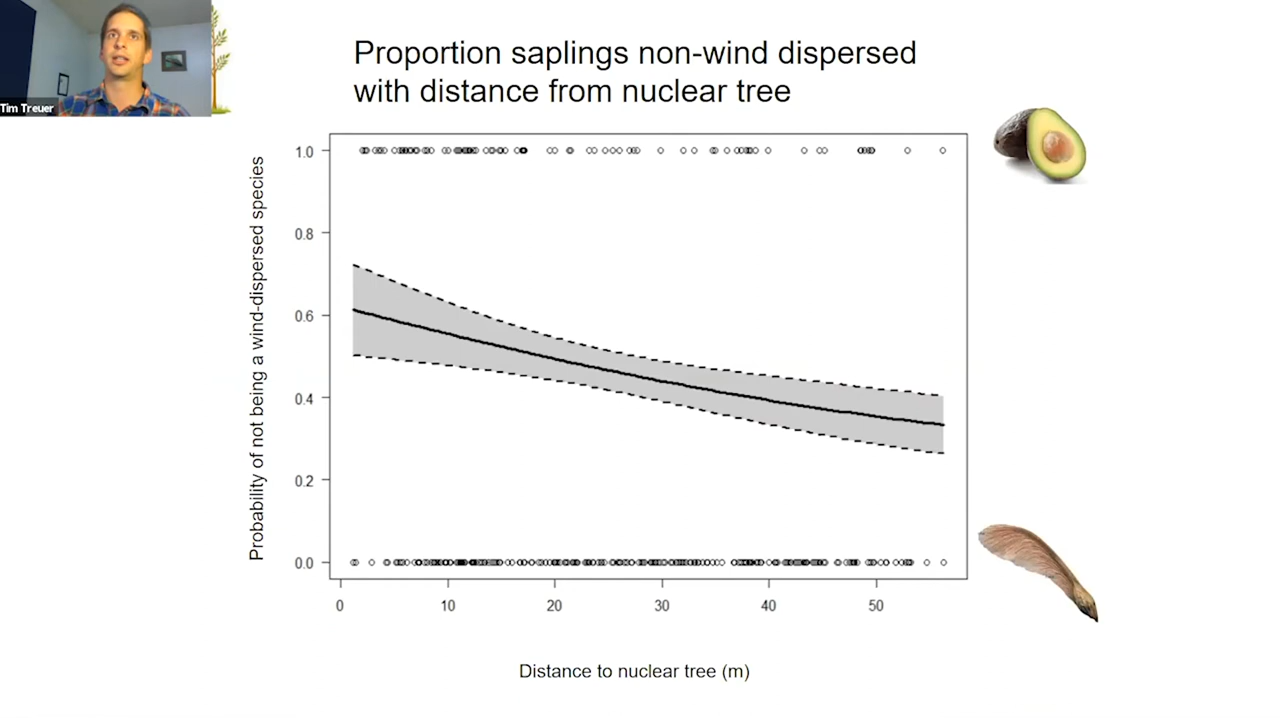 Tim Treuer
Proportion saplings non-wind dispersed
with distance from nuclear tree
Probability of not being a wind-dispersed species
1.0
0.8
0.6
0.4
0.2
0.0
0 10 20 30 40 50
Distance to nuclear tree (m)